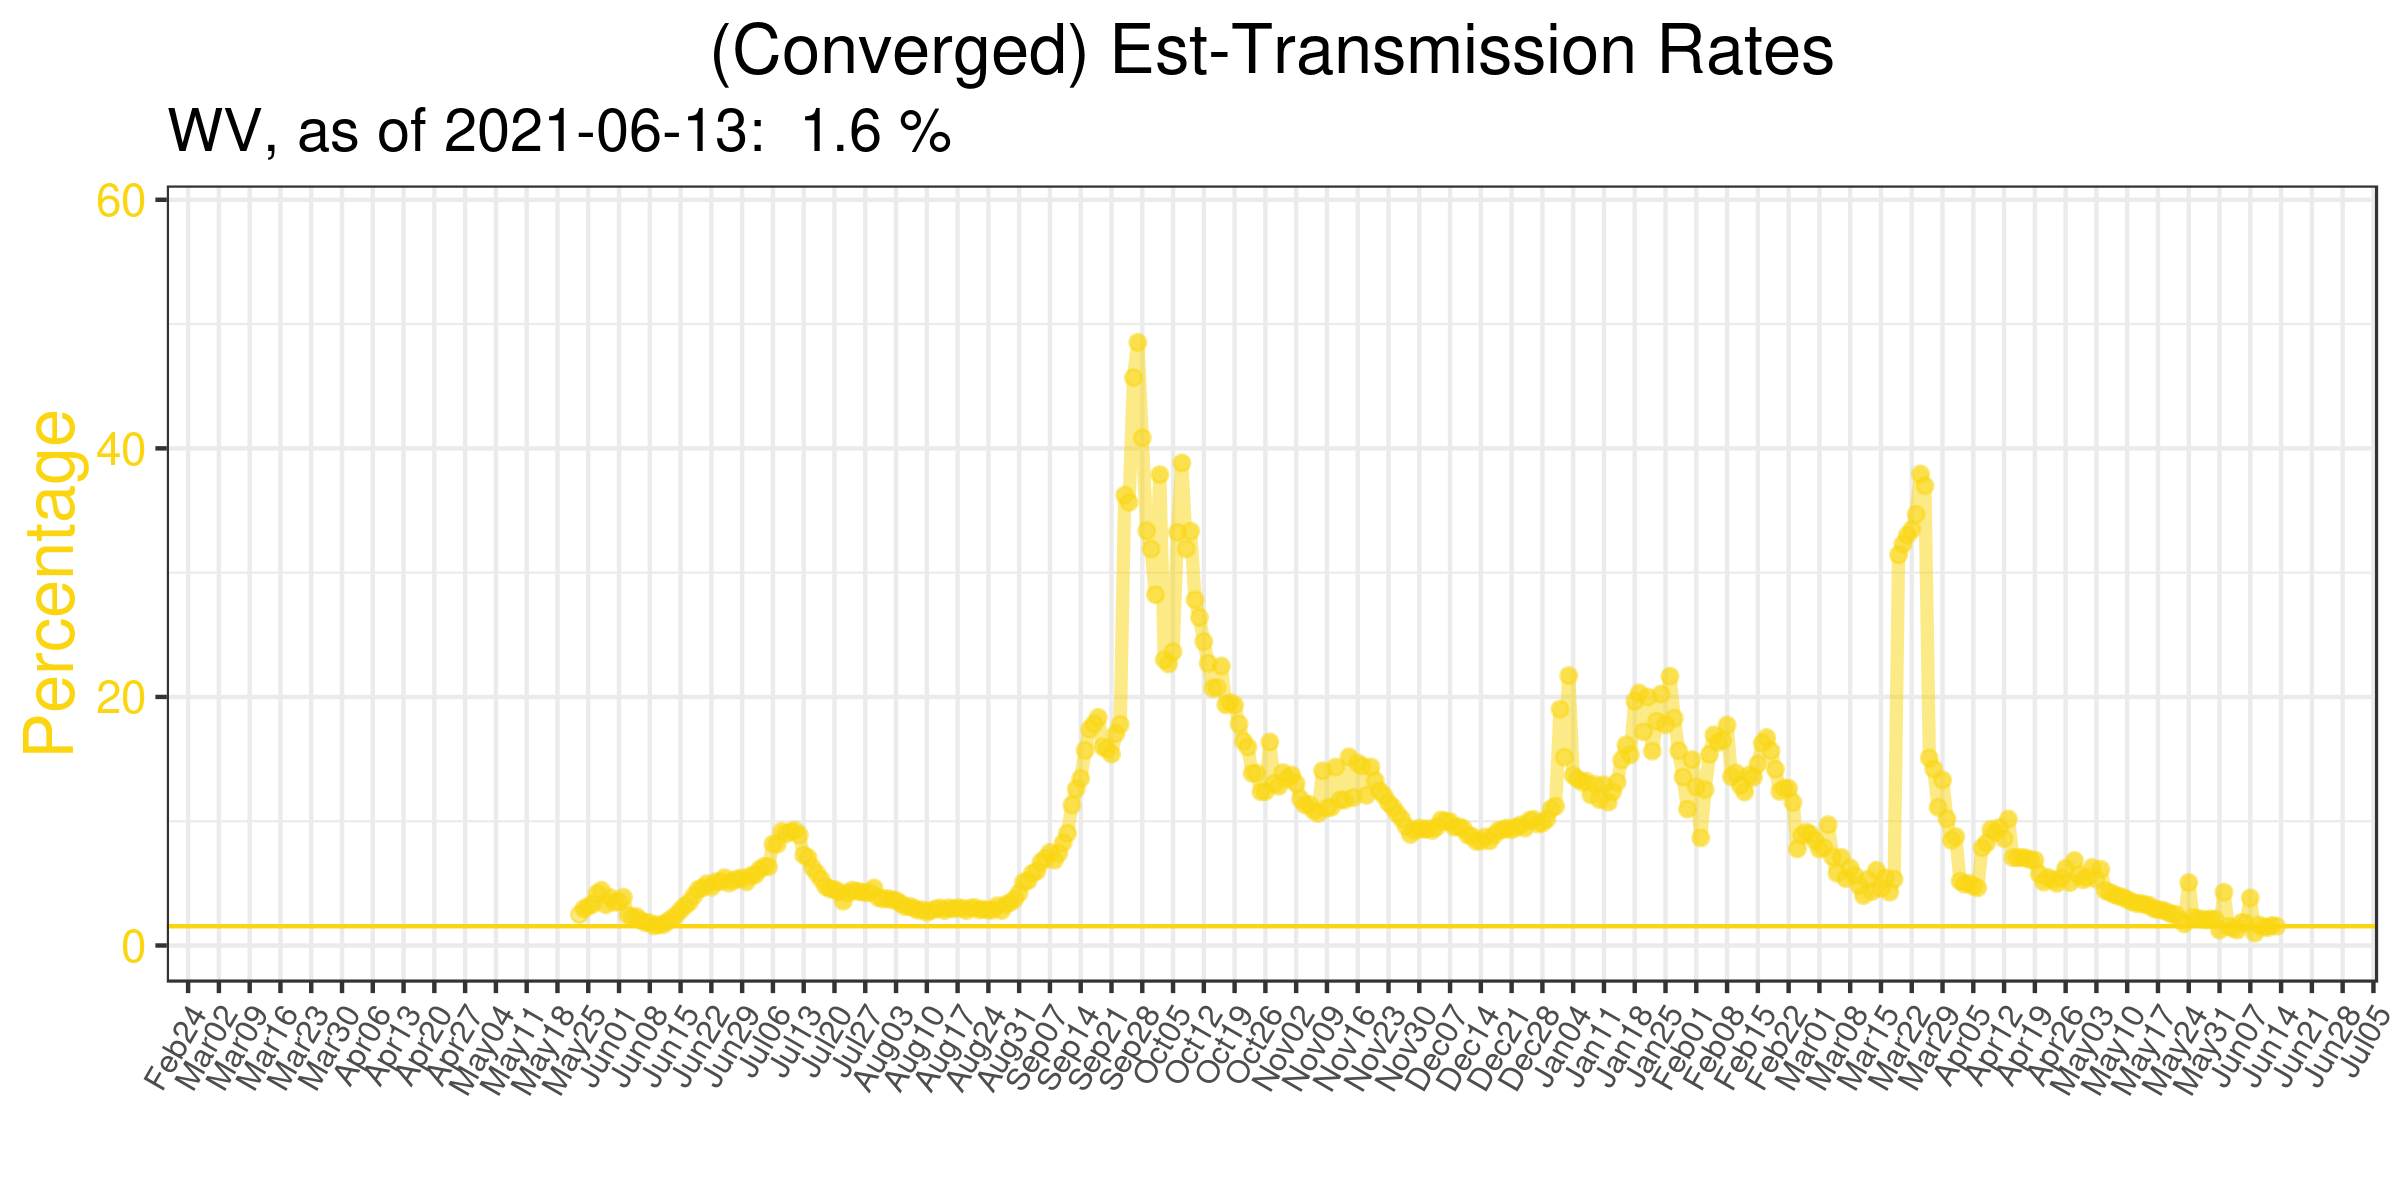 (Converged) Est-Transmission Rates
WV, as of 2021-06-13:  1.6 %
Percentage
60
40
20
0
Feb24
Mar02
Mar09
Mar16
Mar23
Mar30
Apr06
Apr13
Apr20
Apr27
May04
May11
May18
May25
Jun01
Jun08
Jun15
Jun22
Jun29
Jul06
Jul13
Jul20
Jul27
Aug03
Aug10
Aug17
Aug24
Aug31
Sep07
Sep14
Sep21
Sep28
Oct05
Oct12
Oct19
Oct26
Nov02
Nov09
Nov16
Nov23
Nov30
Dec07
Dec14
Dec21
Dec28
Jan04
Jan11
Jan18
Jan25
Feb01
Feb08
Feb15
Feb22
Mar01
Mar08
Mar15
Mar22
Mar29
Apr05
Apr12
Apr19
Apr26
May03
May10
May17
May24
May31
Jun07
Jun14
Jun21
Jun28
Jul05